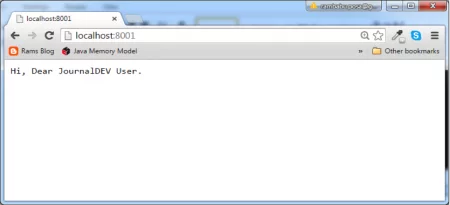 localhost:8001
localhost:8001
Rams Blog
Java Memory Model
»
Other bookmarks
Hi, Dear JournalDEV User.